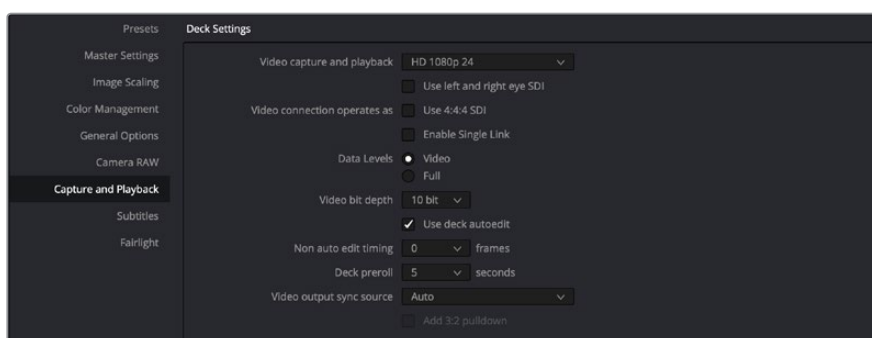 Presets
Master Settings
Image Scaling
Color Management
General Options
Camera RAW
Capture and Playback
Subtitles
Fairlight
Deck Settings
Video capture and playback HD 1080p 24
Use left and right eye SDI
Video connection operates as Use 4:4:4 SDI
Enable Single Link
Data Levels Video
Full
Video bit depth 10 bit
Use deck autoedit
Non auto edit timing 0 frames
Deck preroll 5 seconds
Video output sync source Auto
Add 3:2 pulldown